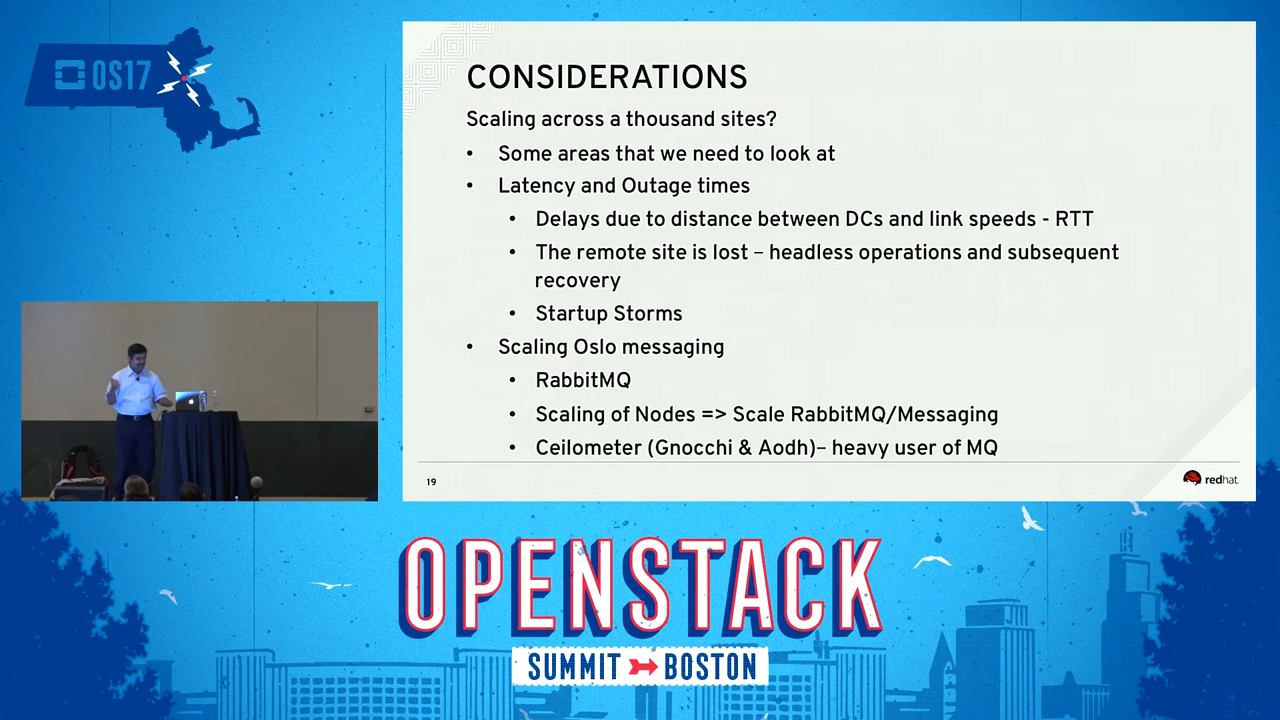 OS17
CONSIDERATIONS
Scaling across a thousand sites?
• Some areas that we need to look at
• Latency and Outage times
• Delays due to distance between DCs and link speeds - RTT
• The remote site is lost – headless operations and subsequent
recovery
• Startup Storms
• Scaling Oslo messaging
• RabbitMQ
• Scaling of Nodes => Scale RabbitMQ/Messaging
• Ceilometer (Gnocchi & Aodh)– heavy user of MQ
19
redhat.
OPENSTACK
SUMMIT BOSTON